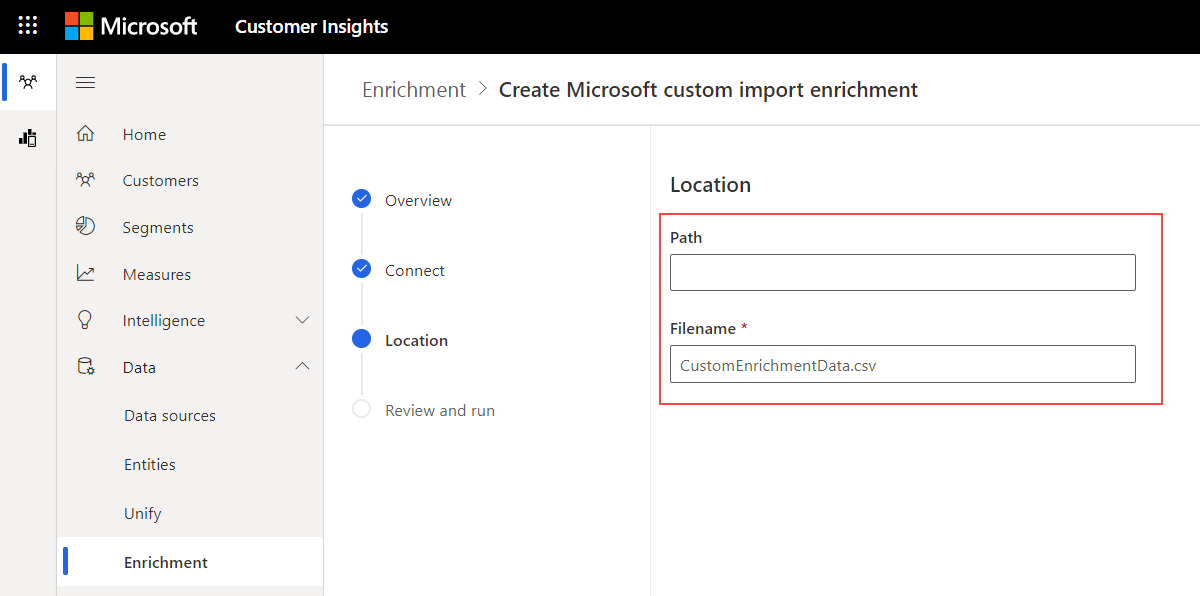 Microsoft Customer Insights
Enrichment > Create Microsoft custom import enrichment
Home
Customers
Segments
Measures
Intelligence
Data
Data sources
Entities
Unify
Enrichment
Overview
Connect
Location
Review and run
Location
Path
Filename *
CustomEnrichmentData.csv